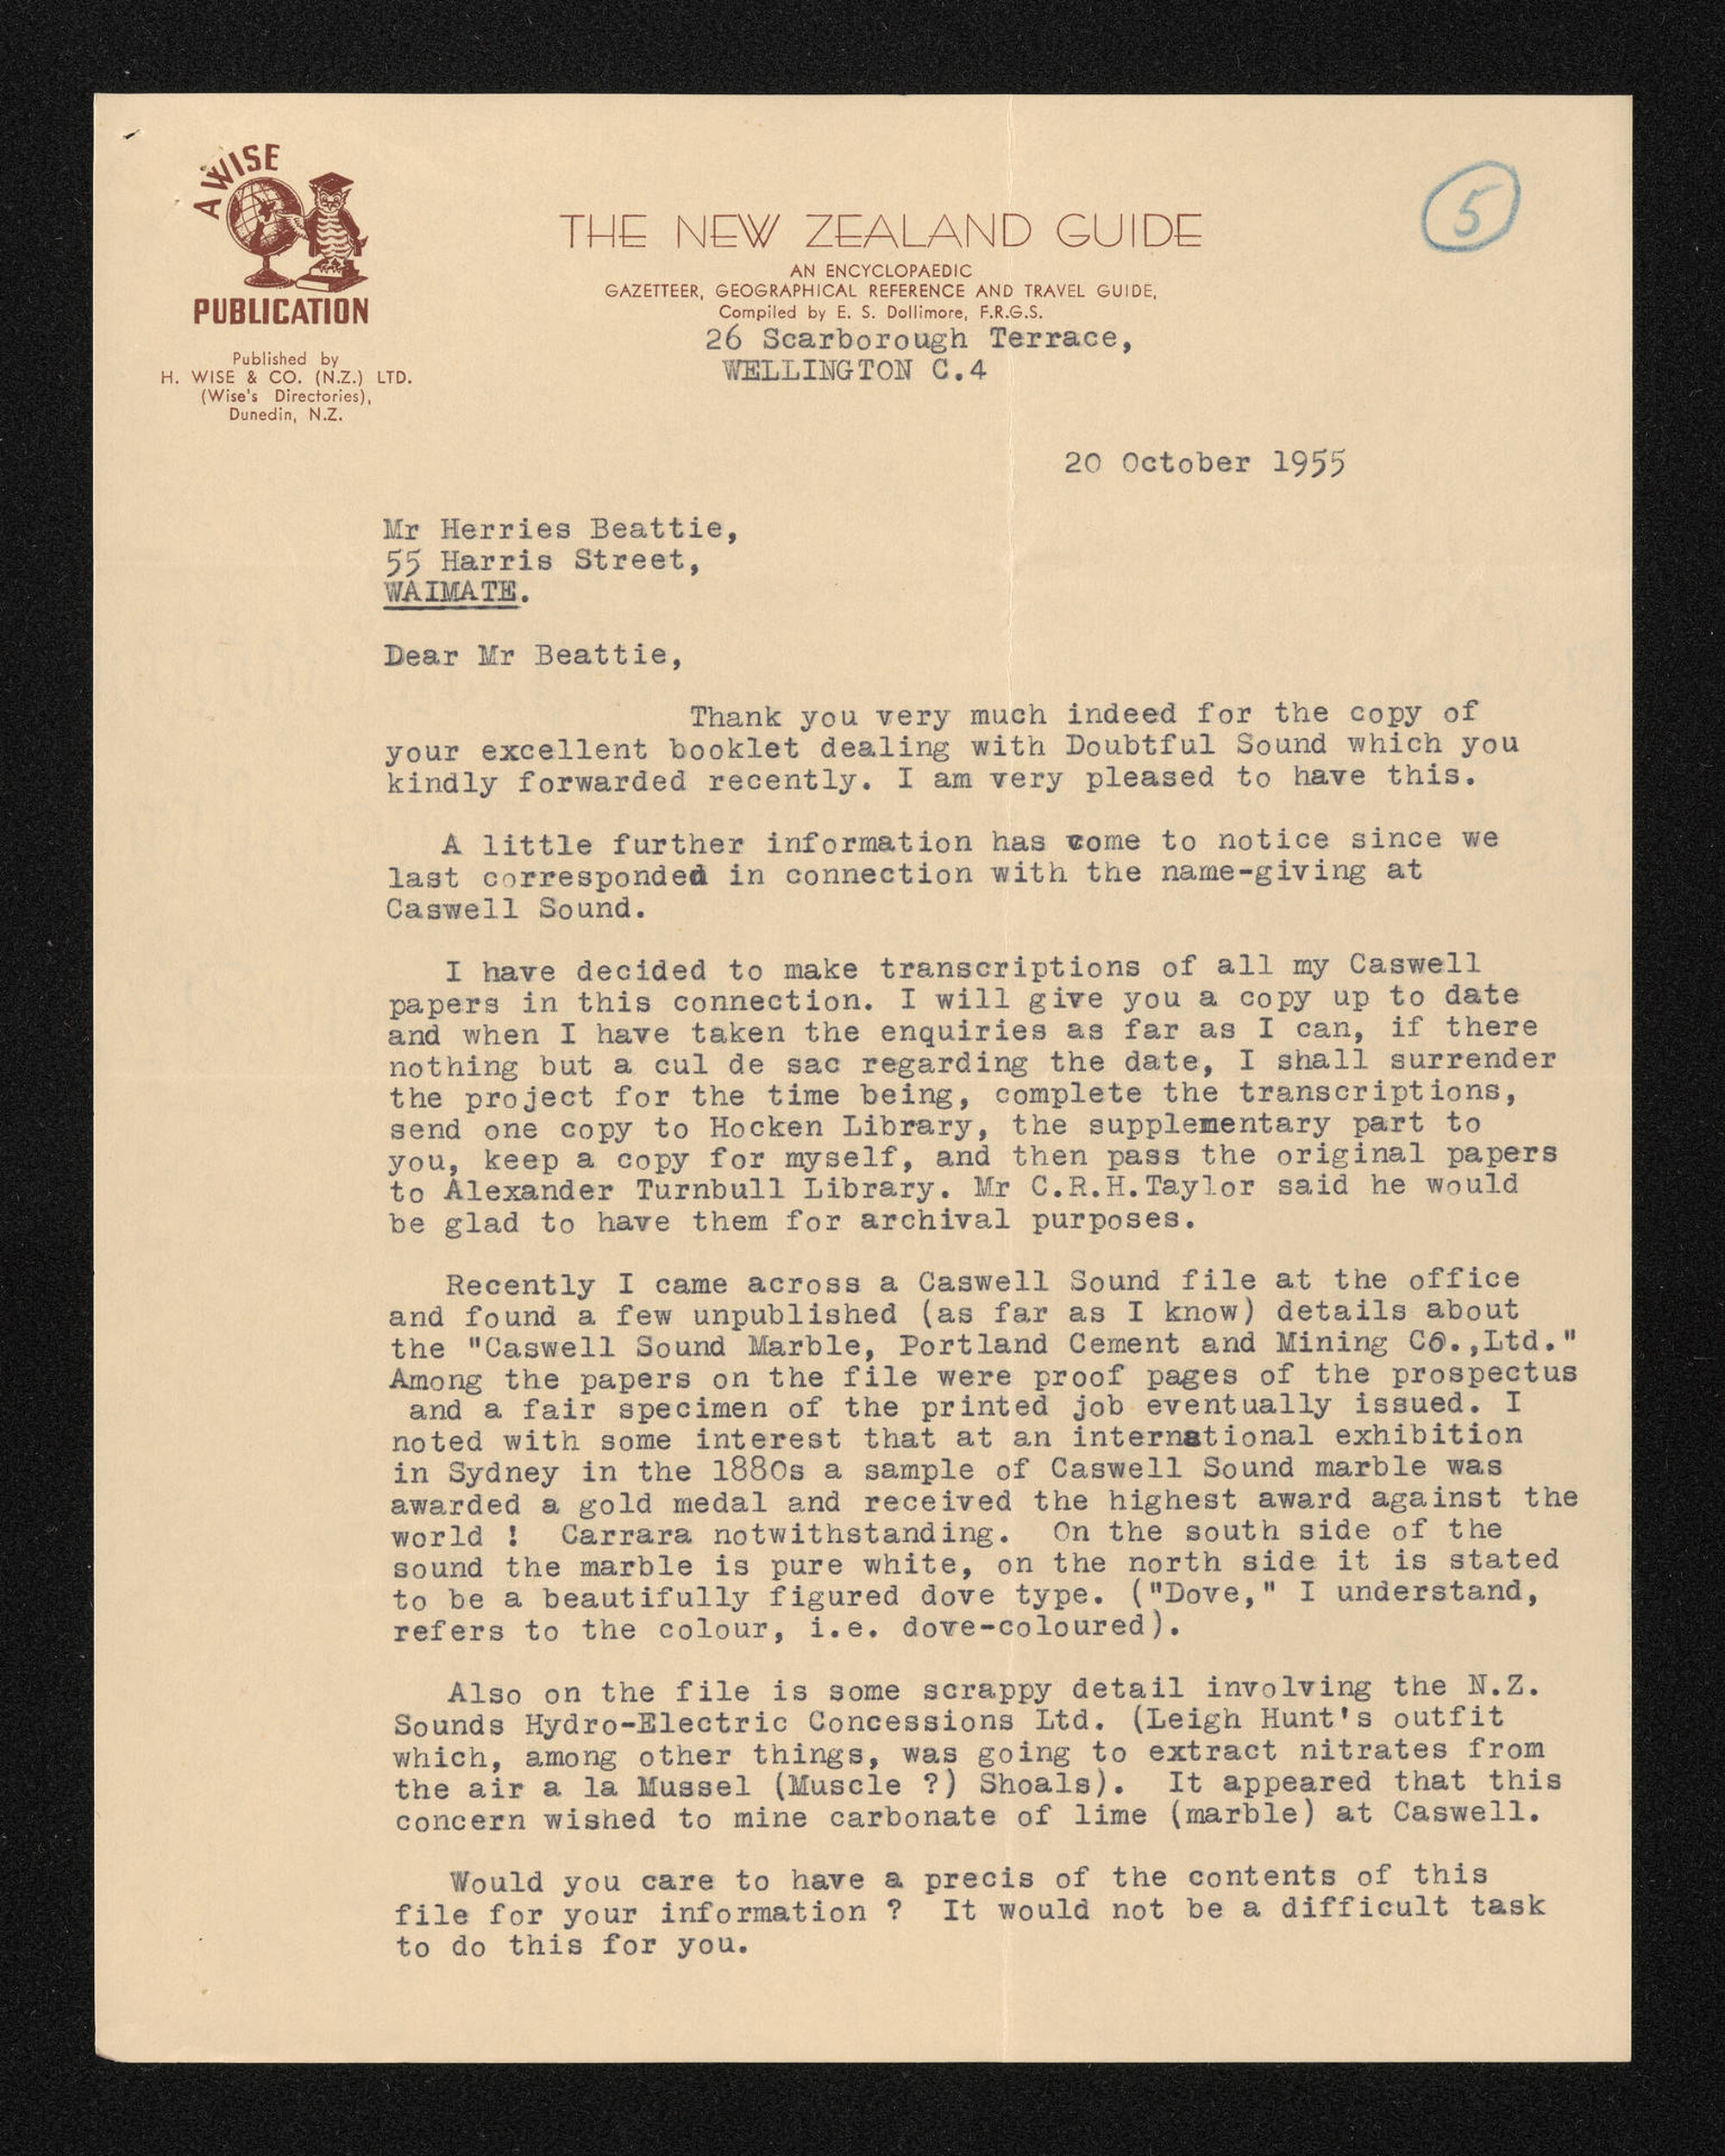 A WISE
PUBLICATION
Published by
H. WISE & CO. (N.Z.) LTD.
(Wise's Directories),
Dunedin, N.Z.
THE NEW ZEALAND GUIDE
AN ENCYCLOPAEDIC
GAZETTEER, GEOGRAPHICAL REFERENCE AND TRAVEL GUIDE,
Compiled by E. S. Dollimore, F.R.G.S.
26 Scarborough Terrace,
WELLINGTON C.4
5
20 October 1955
Mr Herries Beattie,
55 Harris Street,
WAIMATE.
Dear Mr Beattie,
Thank you very much indeed for the copy of
your excellent booklet dealing with Doubtful Sound which you
kindly forwarded recently. I am very pleased to have this.
A little further information has come to notice since we
last corresponded in connection with the name-giving at
Caswell Sound.
I have decided to make transcriptions of all my Caswell
papers in this connection. I will give you a copy up to date
and when I have taken the enquiries as far as I can, if there
nothing but a cul de sac regarding the date, I shall surrender
the project for the time being, complete the transcriptions,
send one copy to Hocken Library, the supplementary part to
you, keep a copy for myself, and then pass the original papers
to Alexander Turnbull Library. Mr C.R.H.Taylor said he would
be glad to have them for archival purposes.
Recently I came across a Caswell Sound file at the office
and found a few unpublished (as far as I know) details about
the "Caswell Sound Marble, Portland Cement and Mining Co.,Ltd."
Among the papers on the file were proof pages of the prospectus
and a fair specimen of the printed job eventually issued. I
noted with some interest that at an international exhibition
in Sydney in the 1880s a sample of Caswell Sound marble was
awarded a gold medal and received the highest award against the
world ! Carrara notwithstanding. On the south side of the
sound the marble is pure white, on the north side it is stated
to be a beautifully figured dove type. ("Dove," I understand,
refers to the colour, i.e. dove-coloured).
Also on the file is some scrappy detail involving the N.Z.
Sounds Hydro-Electric Concessions Ltd. (Leigh Hunt's outfit
which, among other things, was going to extract nitrates from
the air a la Mussel (Muscle ?) Shoals). It appeared that this
concern wished to mine carbonate of lime (marble) at Caswell.
Would you care to have a precis of the contents of this
file for your information ? It would not be a difficult task
to do this for you.